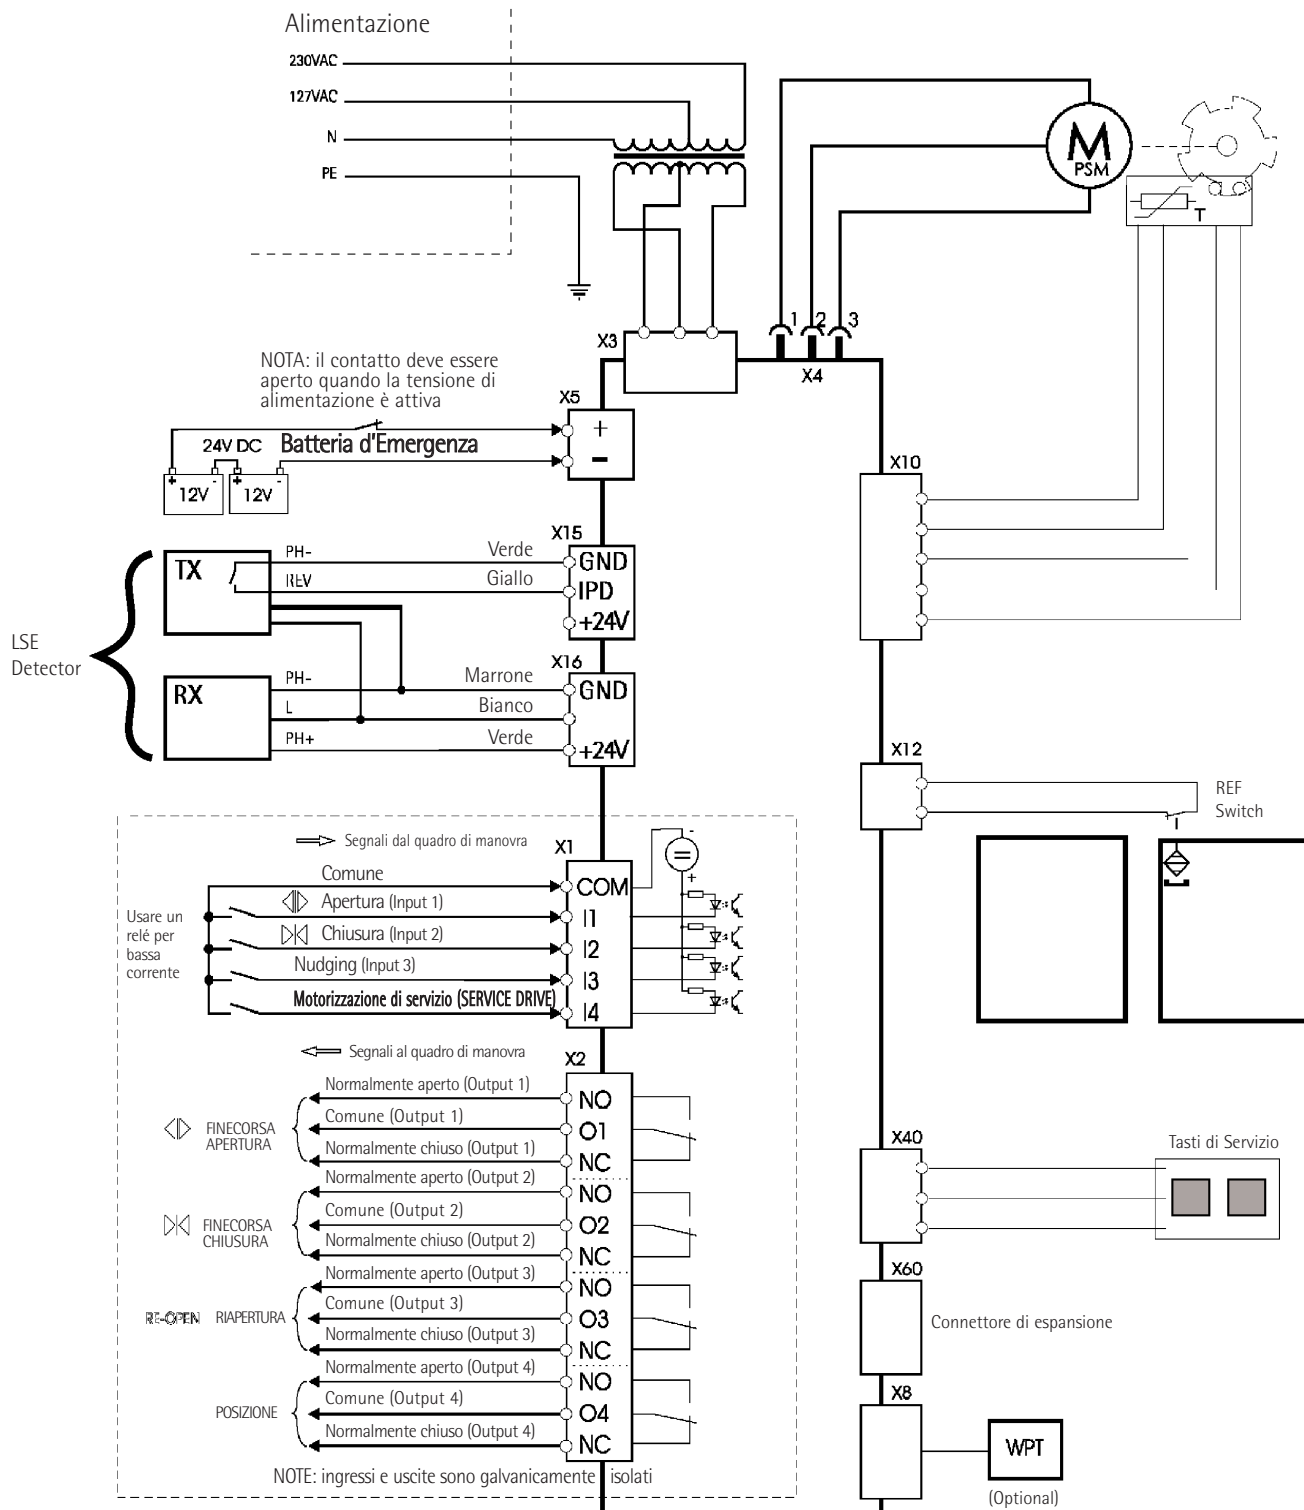 Alimentazione
230VAC
127VAC
N
PE
M
PSM
T
1 2 3
X3
X4
NOTA: il contatto deve essere
aperto quando la tensione di
alimentazione è attiva
X5
+
-
24V DC
Batteria d'Emergenza
+ - + -
12V 12V
X10
X15
TX
PH- Verde GND
REV Giallo IPD
+24V
LSE
Detector
X16
RX
PH- Marrone GND
L Bianco
PH+ Verde +24V
X12
REF
Switch
Segnali dal quadro di manovra
X1
-
=
+
Comune COM
Apertura (Input 1) I1
Usare un
relé per
bassa
corrente
Chiusura (Input 2) I2
Nudging (Input 3) I3
Motorizzazione di servizio (SERVICE DRIVE) I4
Segnali al quadro di manovra
X2
Normalmente aperto (Output 1) NO
FINECORSA
APERTURA
Comune (Output 1) O1
Normalmente chiuso (Output 1) NC
Normalmente aperto (Output 2) NO
FINECORSA
CHIUSURA
Comune (Output 2) O2
Normalmente chiuso (Output 2) NC
Normalmente aperto (Output 3) NO
RE-OPEN RIAPERTURA
Comune (Output 3) O3
Normalmente chiuso (Output 3) NC
Normalmente aperto (Output 4) NO
POSIZIONE
Comune (Output 4) O4
Normalmente chiuso (Output 4) NC
NOTE: ingressi e uscite sono galvanicamente isolati
X40
Tasti di Servizio
X60
Connettore di espansione
X8
WPT
(Optional)